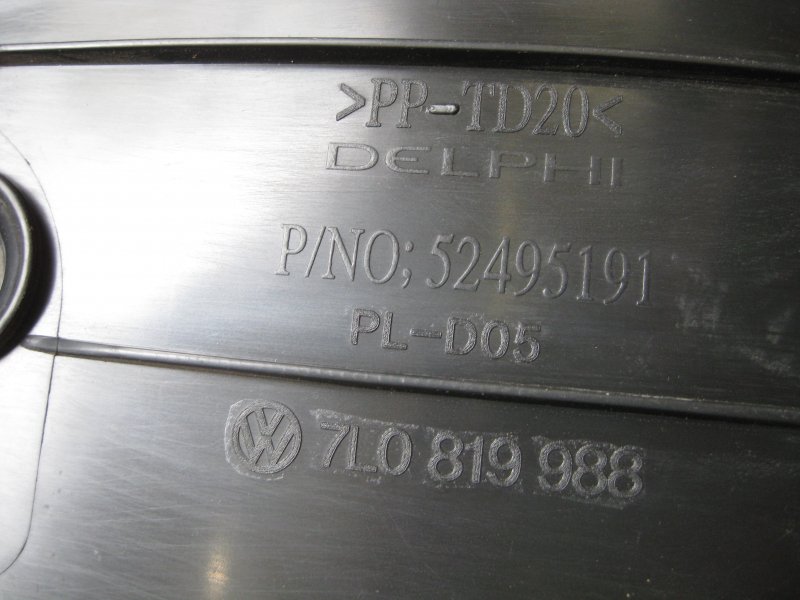 >PP-TD20<
DELPHI
P/NO; 52495191
PL-D05
7L0 819 988